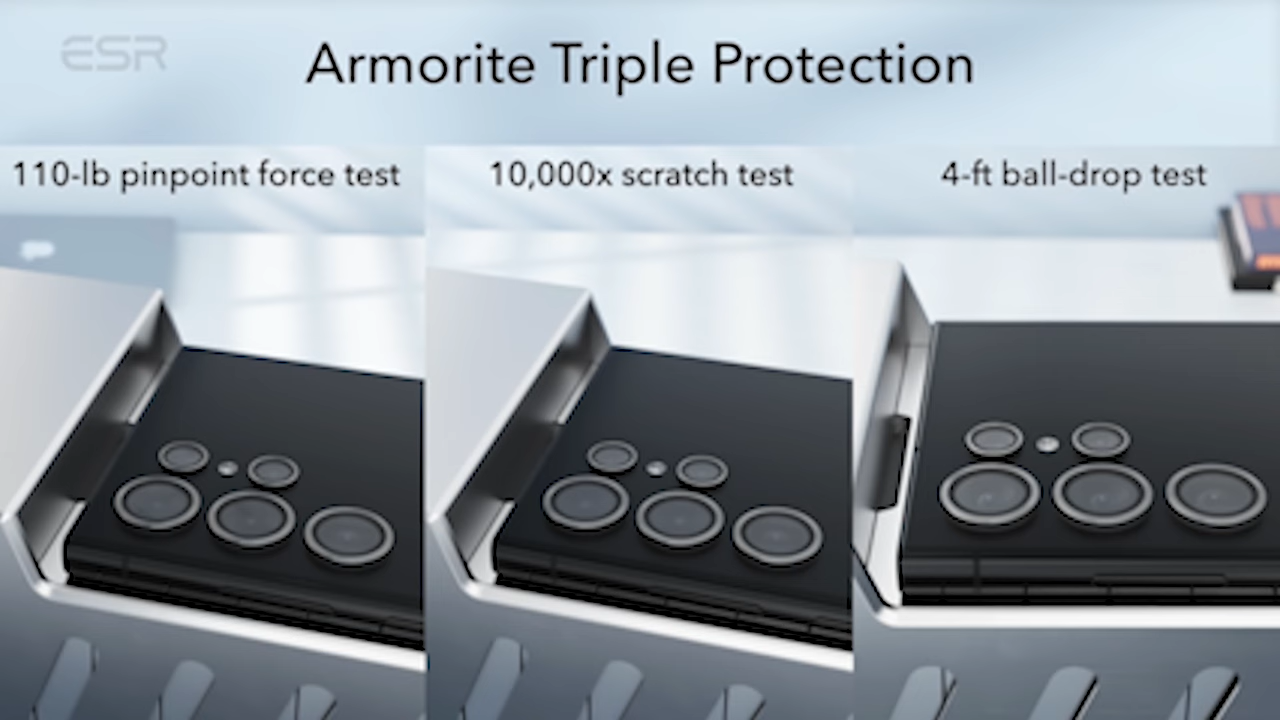 ESR
Armorite Triple Protection
110-lb pinpoint force test
10,000x scratch test
4-ft ball-drop test